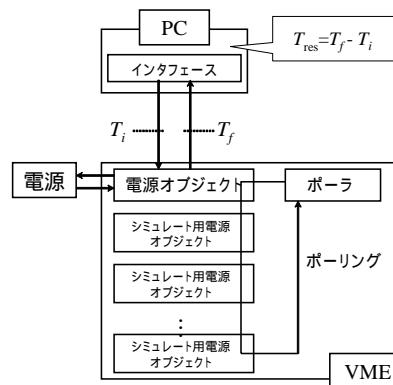 PC
T_res=T_f - T_i
インタフェース
T_i
T_f
電源
電源オブジェクト
ポーラ
シミュレート用電源
オブジェクト
シミュレート用電源
オブジェクト
ポーリング
⋮
シミュレート用電源
オブジェクト
VME